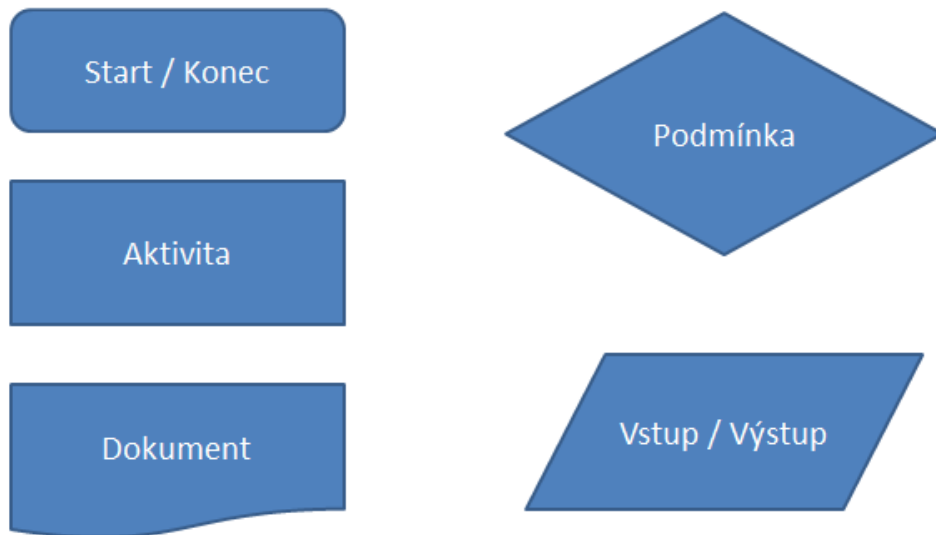 Start / Konec
Podmínka
Aktivita
Dokument
Vstup / Výstup